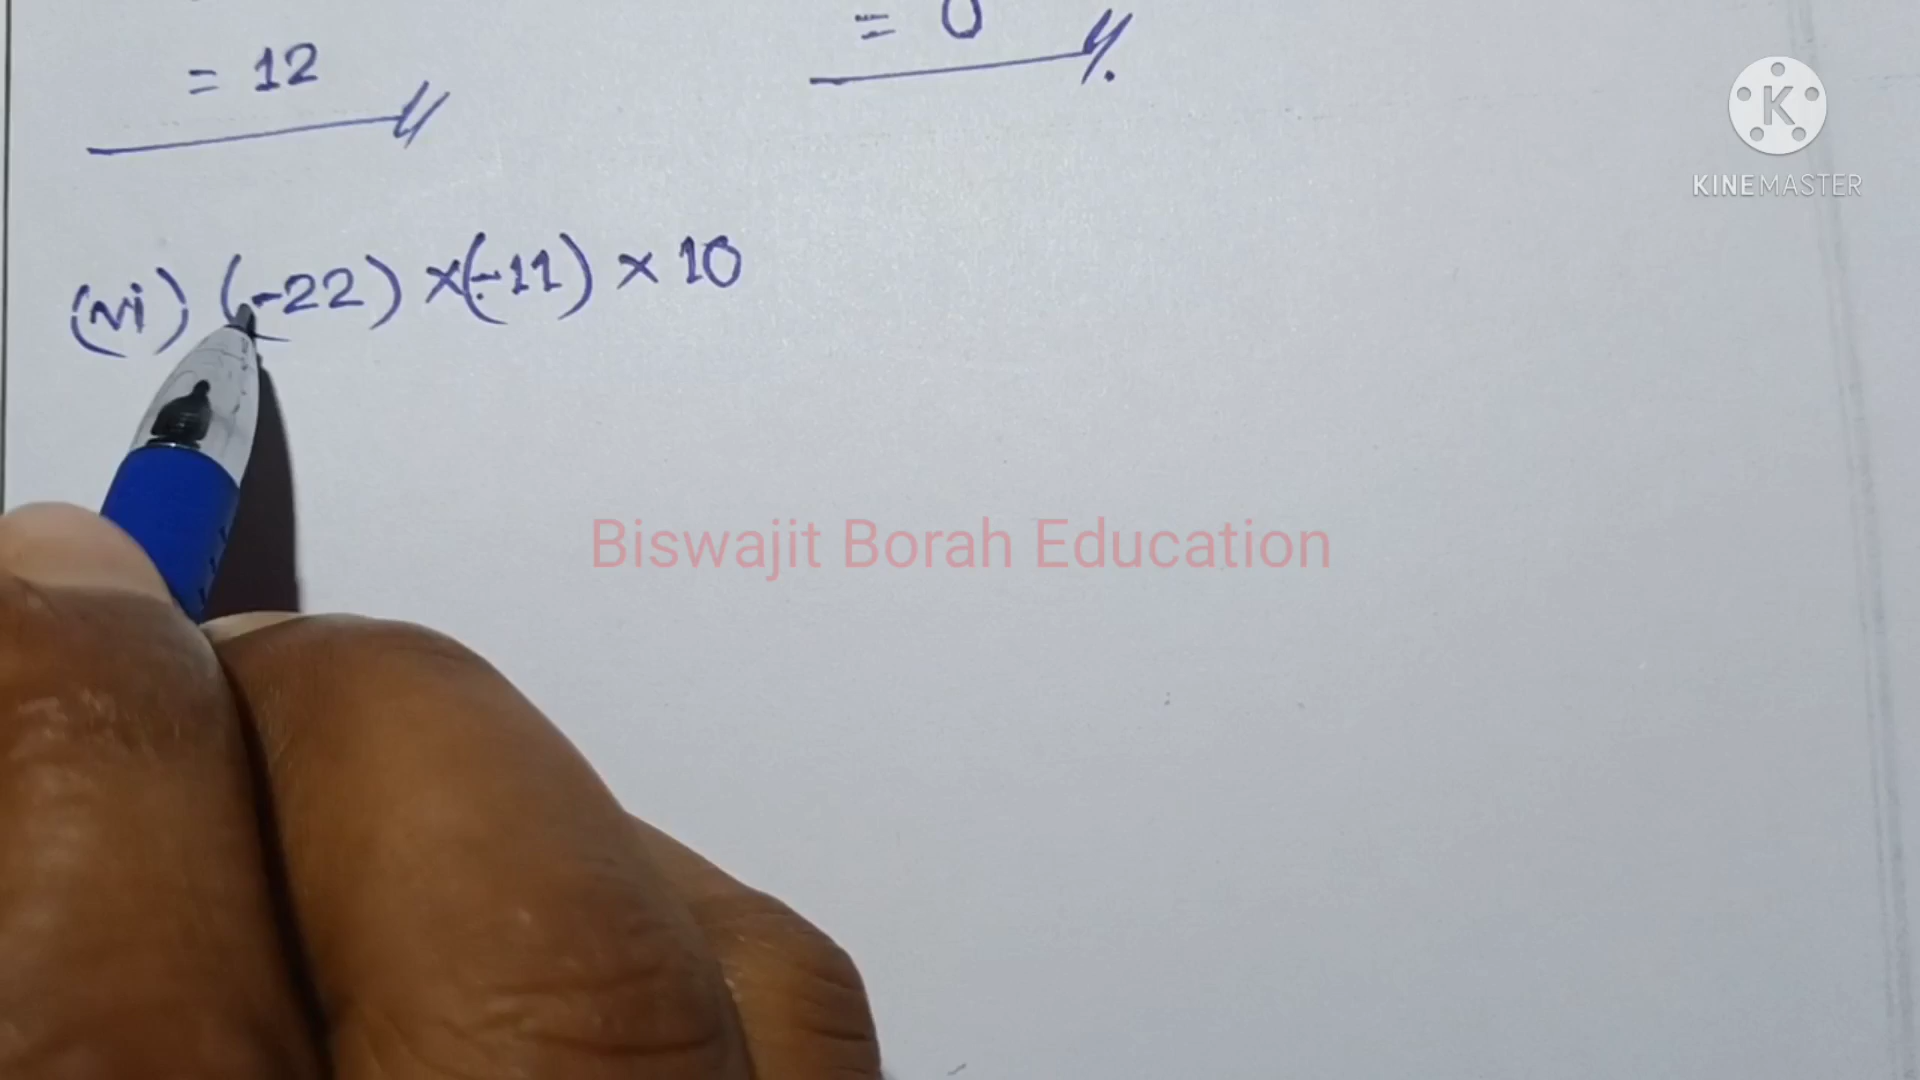 = 12
= 0
K
KINEMASTER
(vi) (-22) ×(-11) × 10
Biswajit Borah Education